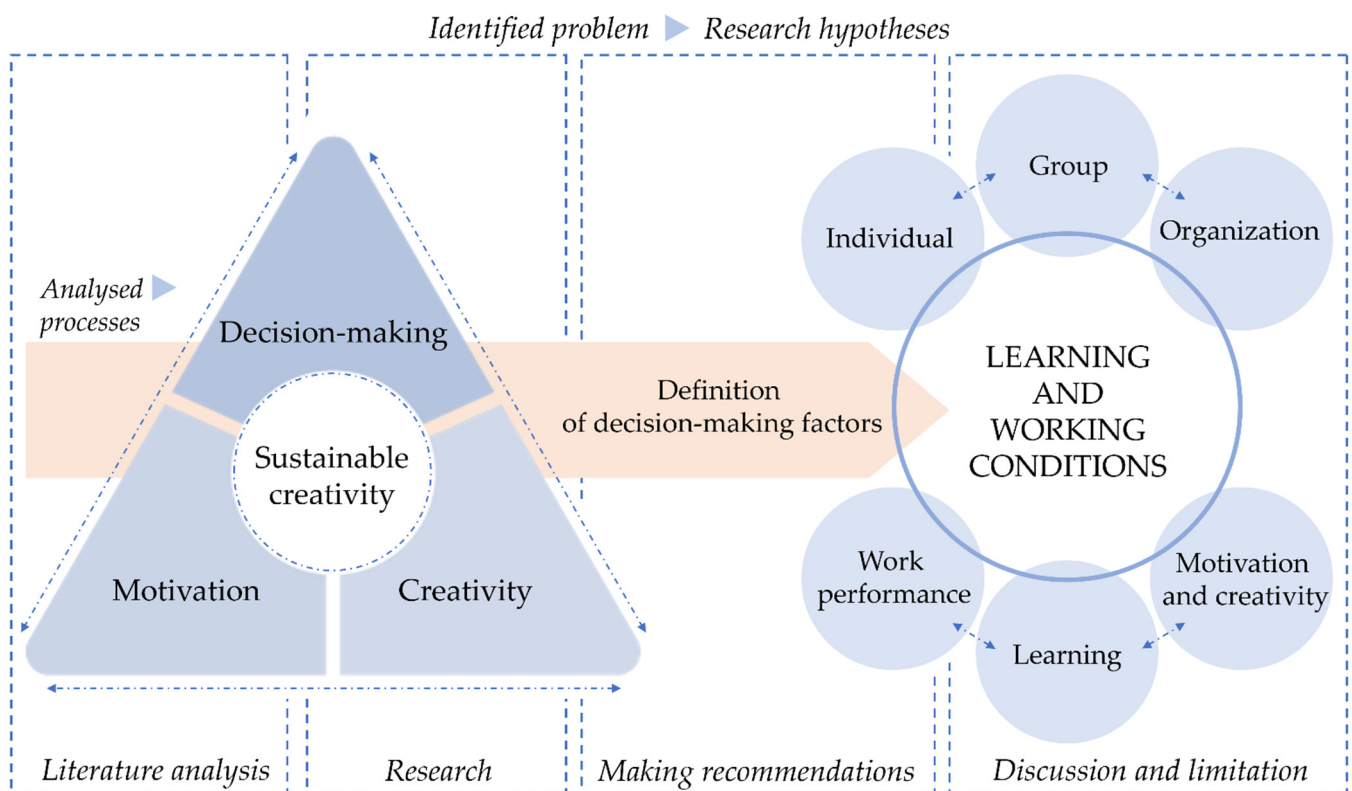 Identified problem
Research hypotheses
Analysed
processes
Decision-making
Sustainable
creativity
Motivation
Creativity
Definition
of decision-making factors
Individual
Group
Organization
LEARNING
AND
WORKING
CONDITIONS
Work
performance
Learning
Motivation
and creativity
Literature analysis
Research
Making recommendations
Discussion and limitation